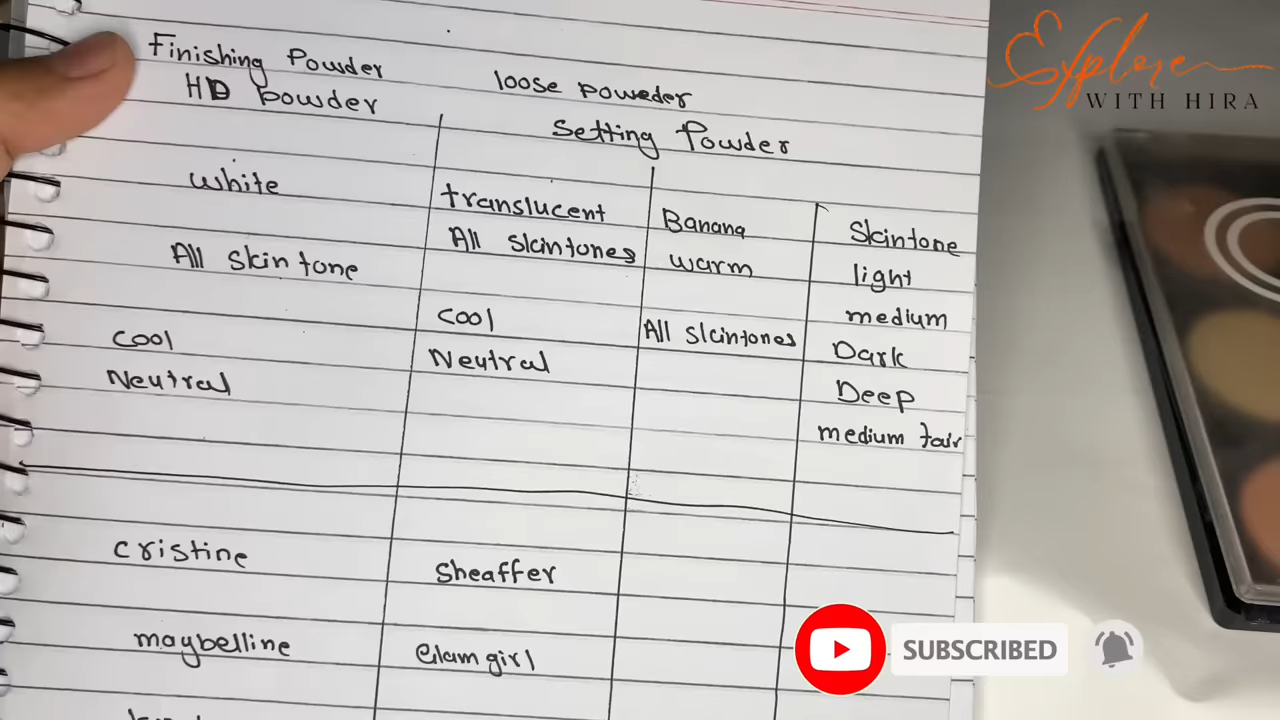 Finishing Powder
HD powder
loose poweder
Setting Powder
white
All skin tone
Cool
Neutral
translucent
All skintones
Cool
Neutral
Banana
warm
All skintones
Skintone
light
medium
Dark
Deep
medium fair
cristine
Sheaffer
maybelline
Glam girl
Explore
WITH HIRA
SUBSCRIBED